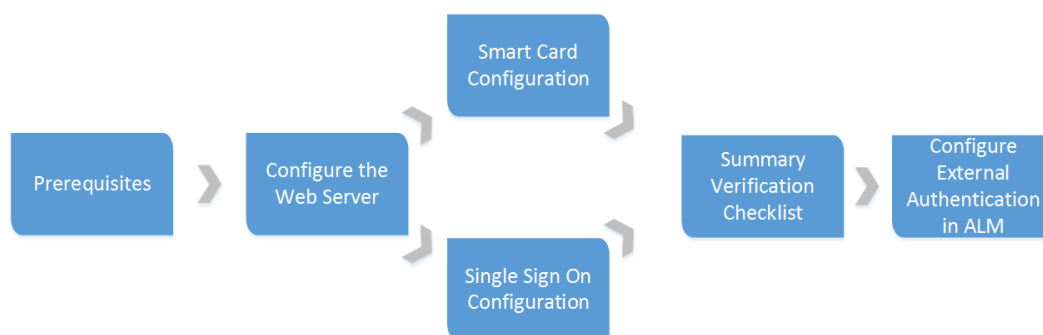 Prerequisites
Configure the
Web Server
Smart Card
Configuration
Single Sign On
Configuration
Summary
Verification
Checklist
Configure
External
Authentication
in ALM